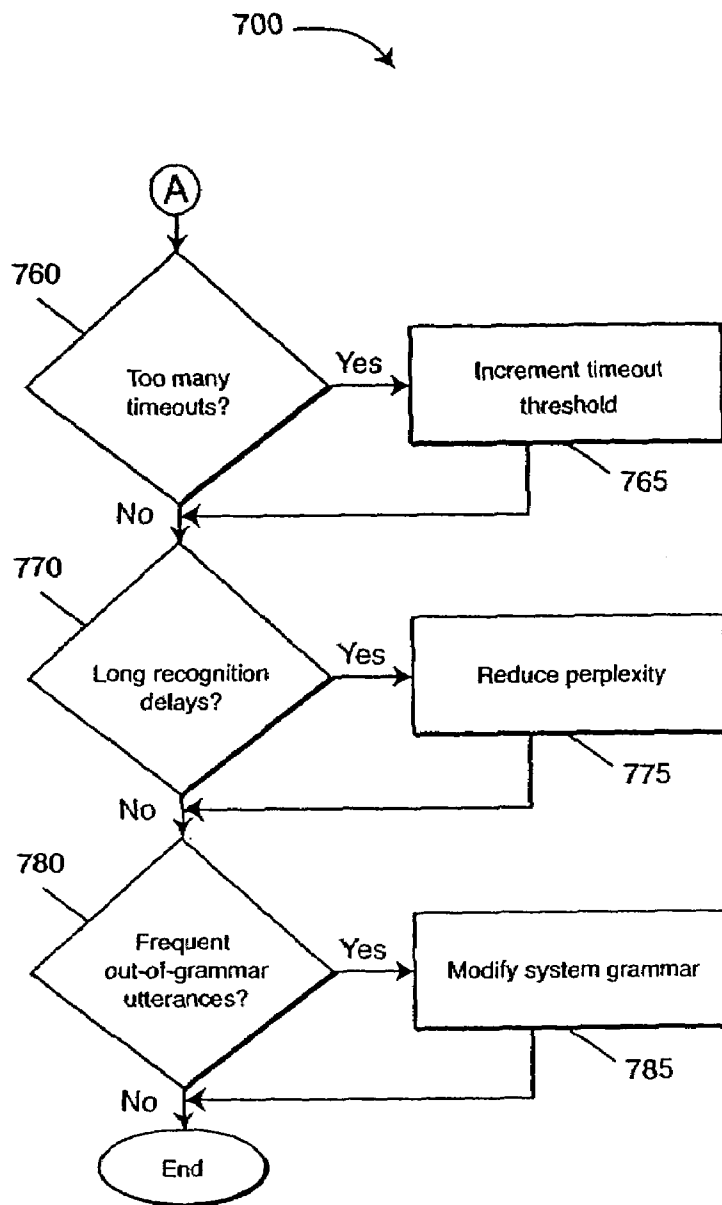 700
A
760
Too many
timeouts?
Yes
Increment timeout
threshold
765
No
770
Long recognition
delays?
Yes
Reduce perplexity
775
No
780
Frequent
out-of-grammar
utterances?
Yes
Modify system grammar
785
No
End